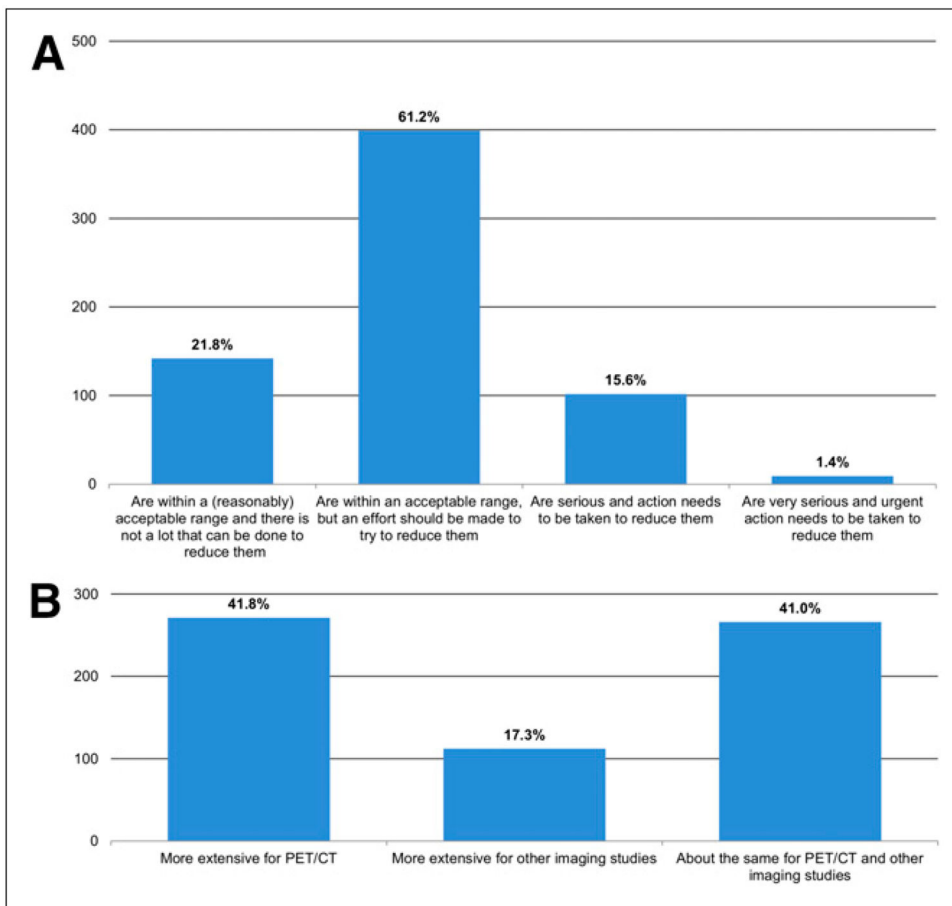 A
500
400
300
200
100
0
21.8%
61.2%
15.6%
1.4%
Are within a (reasonably)
acceptable range and there is
not a lot that can be done to
reduce them
Are within an acceptable range,
but an effort should be made to
try to reduce them
Are serious and action needs
to be taken to reduce them
Are very serious and urgent
action needs to be taken to
reduce them
B
300
200
100
0
41.8%
17.3%
41.0%
More extensive for PET/CT
More extensive for other imaging studies
About the same for PET/CT and other
imaging studies